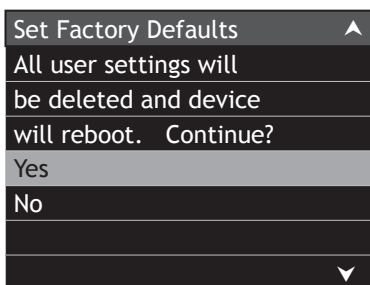 Set Factory Defaults
All user settings will
be deleted and device
will reboot. Continue?
Yes
No